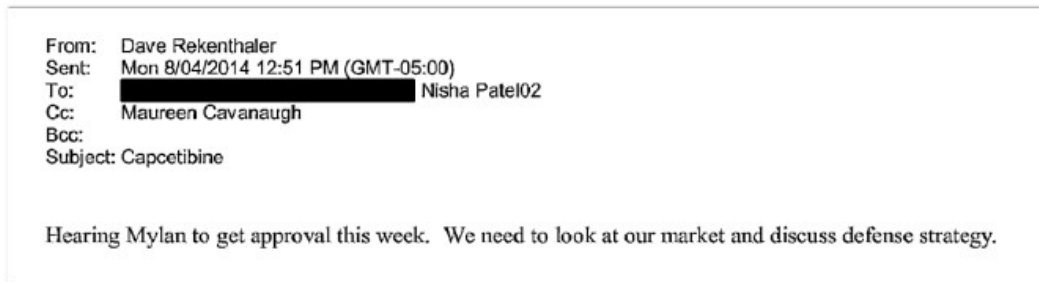 From: Dave Rekenthaler
Sent: Mon 8/04/2014 12:51 PM (GMT-05:00)
To: Nisha Patel02
Cc: Maureen Cavanaugh
Bcc:
Subject: Capcetibine
Hearing Mylan to get approval this week. We need to look at our market and discuss defense strategy.